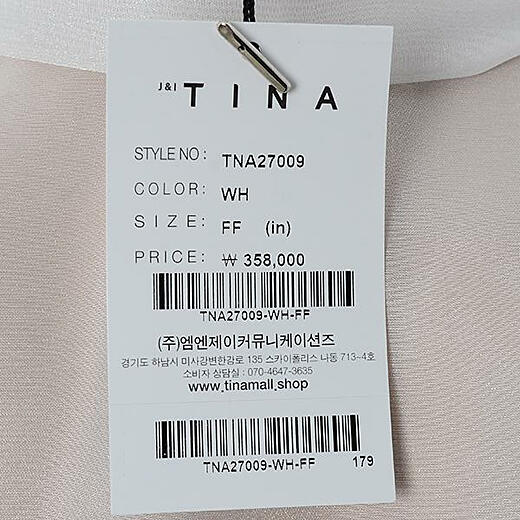 J&I TINA
STYLE NO : TNA27009
COLOR: WH
SIZE: FF (in)
PRICE: ₩ 358,000
TNA27009-WH-FF
(주)엠엔제이커뮤니케이션즈
경기도 하남시 미사강변한강로 135 스카이폴리스 나동 713~4호
소비자 상담실 : 070-4647-3635
www.tinamall.shop
TNA27009-WH-FF 179